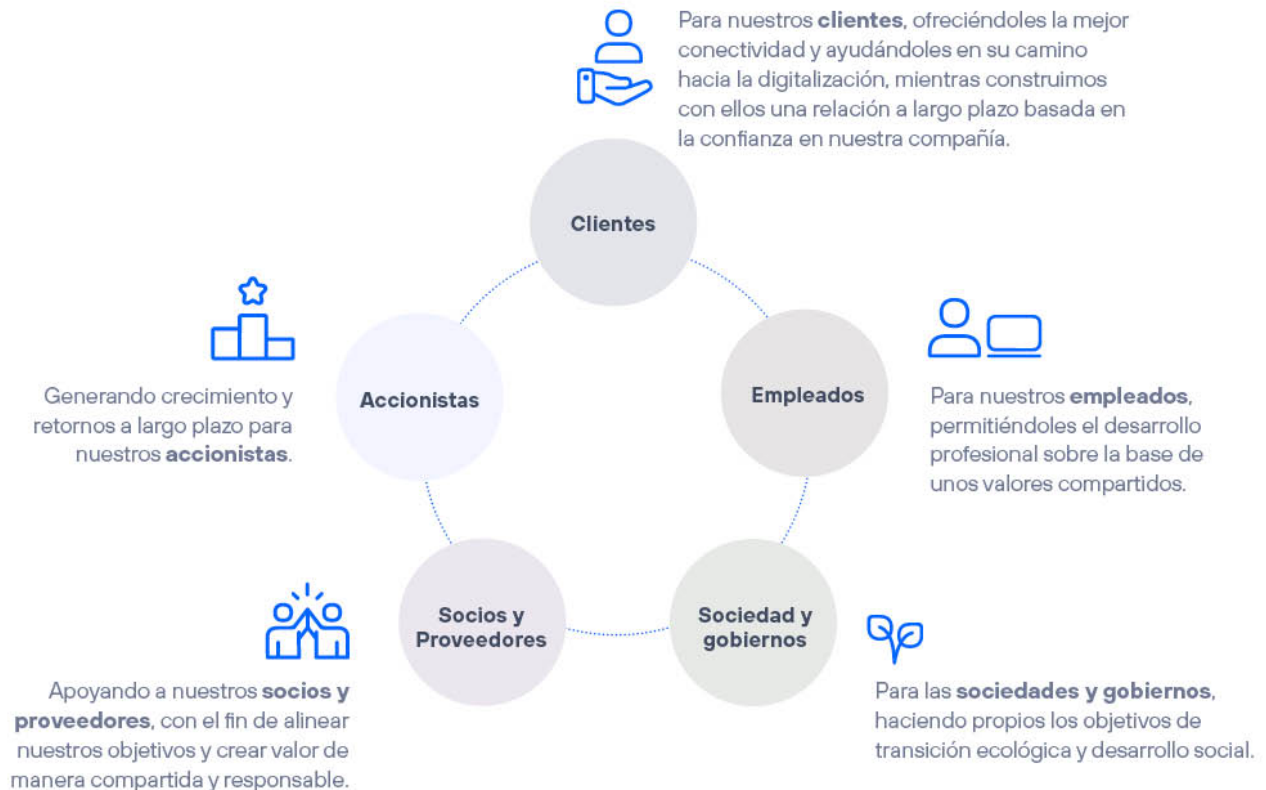 Para nuestros clientes, ofreciéndoles la mejor
conectividad y ayudándoles en su camino
hacia la digitalización, mientras construimos
con ellos una relación a largo plazo basada en
la confianza en nuestra compañía.
Clientes
Empleados
Para nuestros empleados,
permitiéndoles el desarrollo
profesional sobre la base de
unos valores compartidos.
Sociedad y
gobiernos
Para las sociedades y gobiernos,
haciendo propios los objetivos de
transición ecológica y desarrollo social.
Socios y
Proveedores
Apoyando a nuestros socios y
proveedores, con el fin de alinear
nuestros objetivos y crear valor de
manera compartida y responsable.
Accionistas
Generando crecimiento y
retornos a largo plazo para
nuestros accionistas.